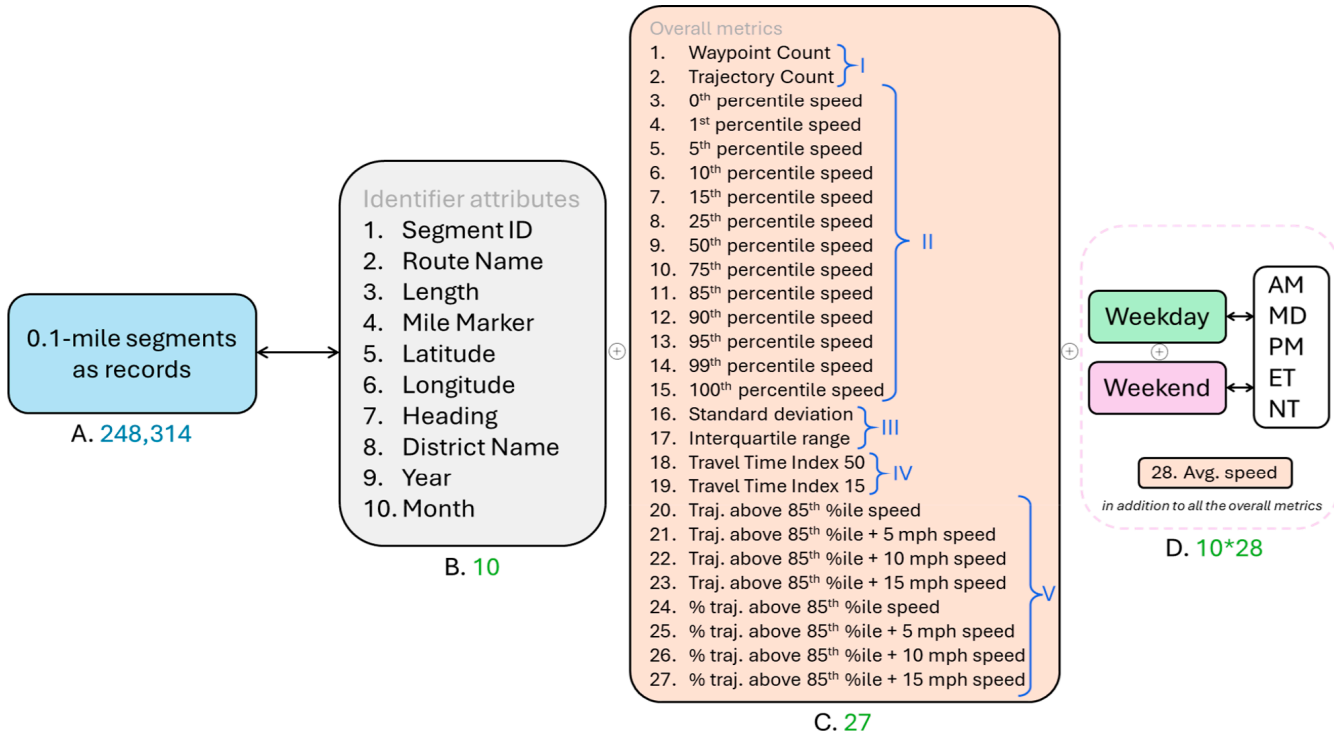 0.1-mile segments
as records
A. 248,314
Identifier attributes
1. Segment ID
2. Route Name
3. Length
4. Mile Marker
5. Latitude
6. Longitude
7. Heading
8. District Name
9. Year
10. Month
B. 10
Overall metrics
1. Waypoint Count
2. Trajectory Count
I
3. 0th percentile speed
4. 1st percentile speed
5. 5th percentile speed
6. 10th percentile speed
7. 15th percentile speed
8. 25th percentile speed
9. 50th percentile speed
10. 75th percentile speed
11. 85th percentile speed
12. 90th percentile speed
13. 95th percentile speed
14. 99th percentile speed
15. 100th percentile speed
II
16. Standard deviation
17. Interquartile range
III
18. Travel Time Index 50
19. Travel Time Index 15
IV
20. Traj. above 85th %ile speed
21. Traj. above 85th %ile + 5 mph speed
22. Traj. above 85th %ile + 10 mph speed
23. Traj. above 85th %ile + 15 mph speed
24. % traj. above 85th %ile speed
25. % traj. above 85th %ile + 5 mph speed
26. % traj. above 85th %ile + 10 mph speed
27. % traj. above 85th %ile + 15 mph speed
V
C. 27
Weekday
Weekend
AM
MD
PM
ET
NT
28. Avg. speed
in addition to all the overall metrics
D. 10*28